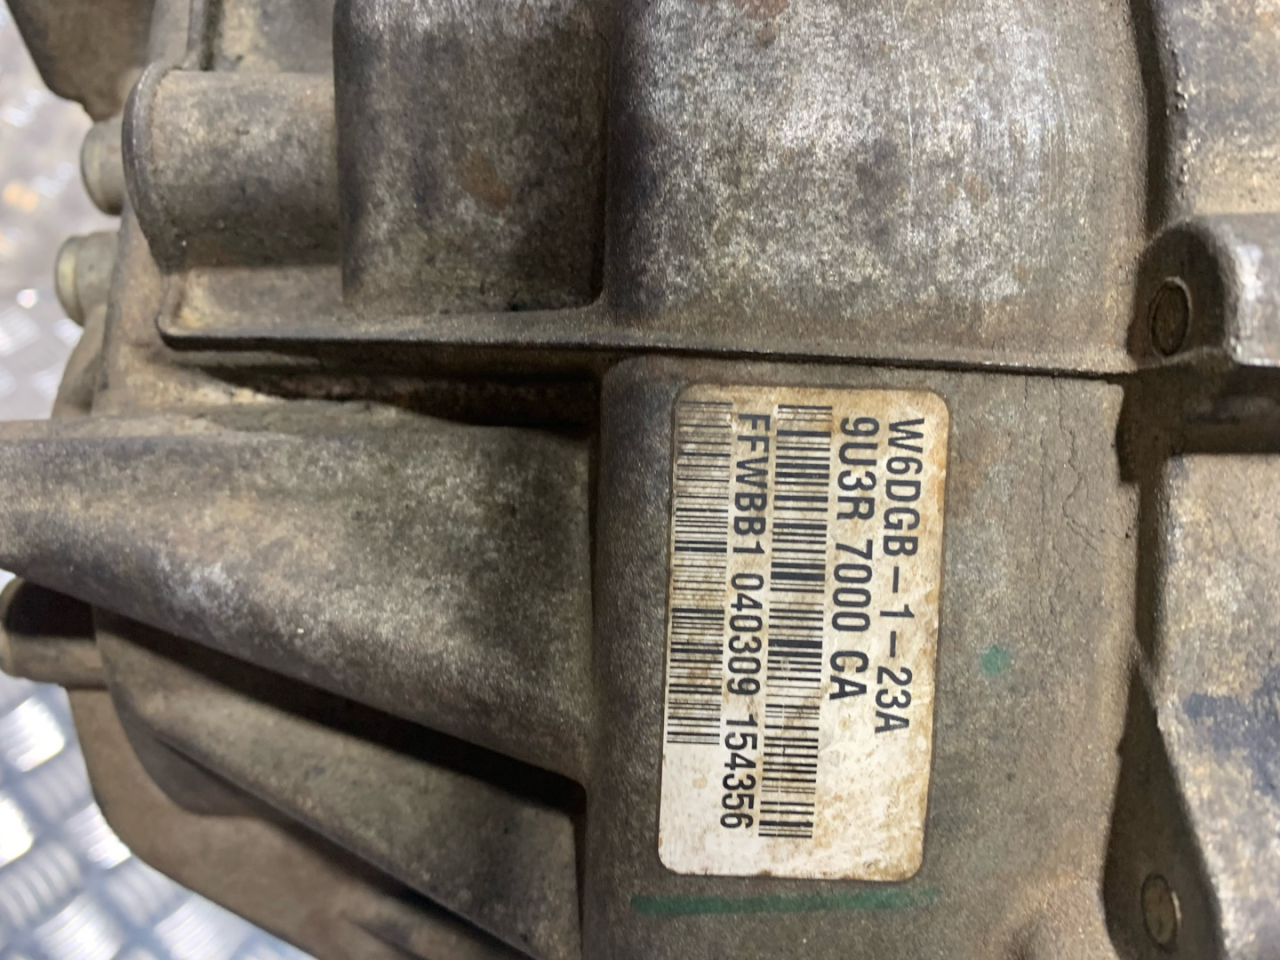 W6DGB-1-23A
9U3R 7000 CA
FFWBB1 040309 154356